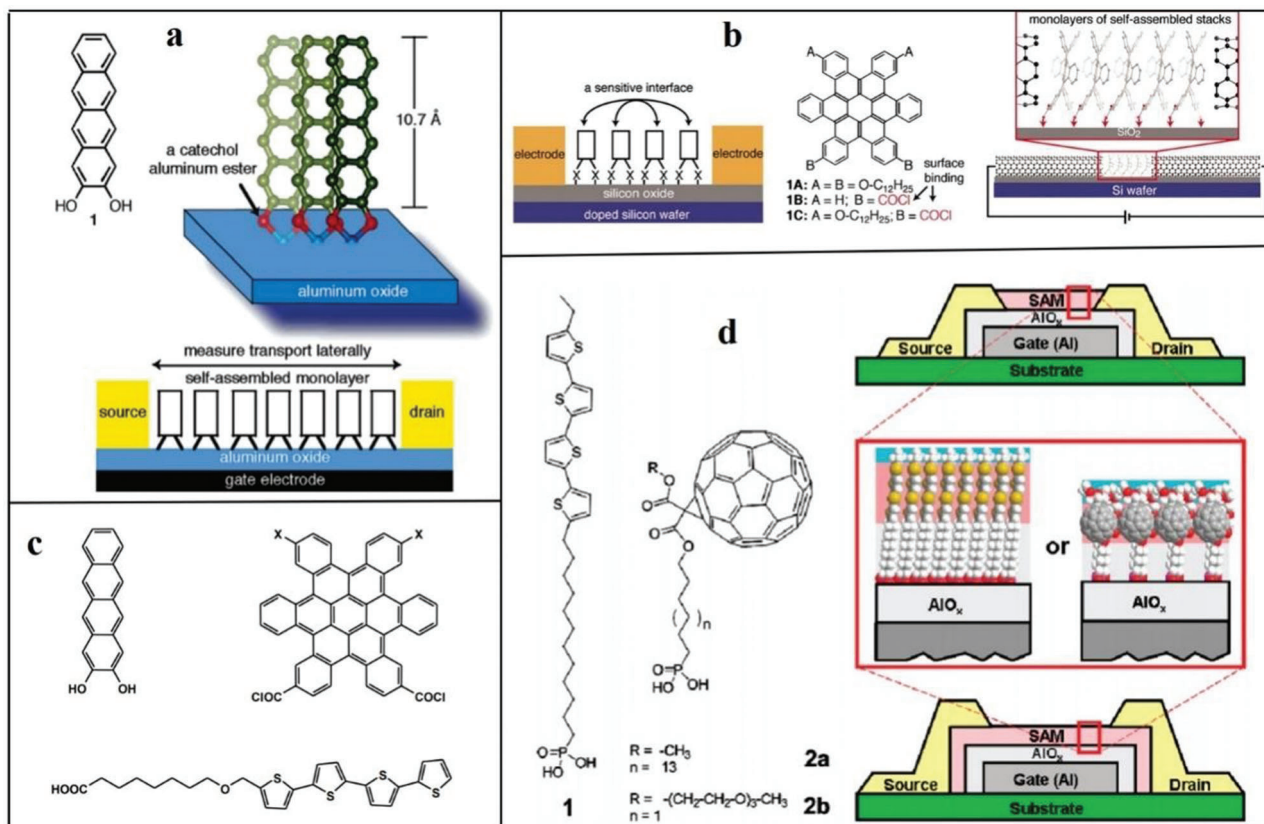 a
10.7 Å
a catechol
aluminum ester
HO OH
1
aluminum oxide
measure transport laterally
self-assembled monolayer
source
drain
aluminum oxide
gate electrode
b
monolayers of self-assembled stacks
a sensitive interface
A A
electrode
electrode
B B
surface
binding
SiO2
silicon oxide
doped silicon wafer
Si wafer
1A: A = B = O-C12H25
1B: A = H; B = COCl
1C: A = O-C12H25; B = COCl
c
X X
HO OH
ClOC COCl
HOOC
O
S
S
S
S
d
S
S
S
S
R
O
O
O
O
n
O
P
OH
HO
O
P
OH
HO
R = -CH3
n = 13
2a
1
R = -(CH2-CH2-O)3-CH3
n = 1
2b
SAM
AlOx
Source
Gate (Al)
Drain
Substrate
or
AlOx
AlOx
SAM
AlOx
Source
Gate (Al)
Drain
Substrate